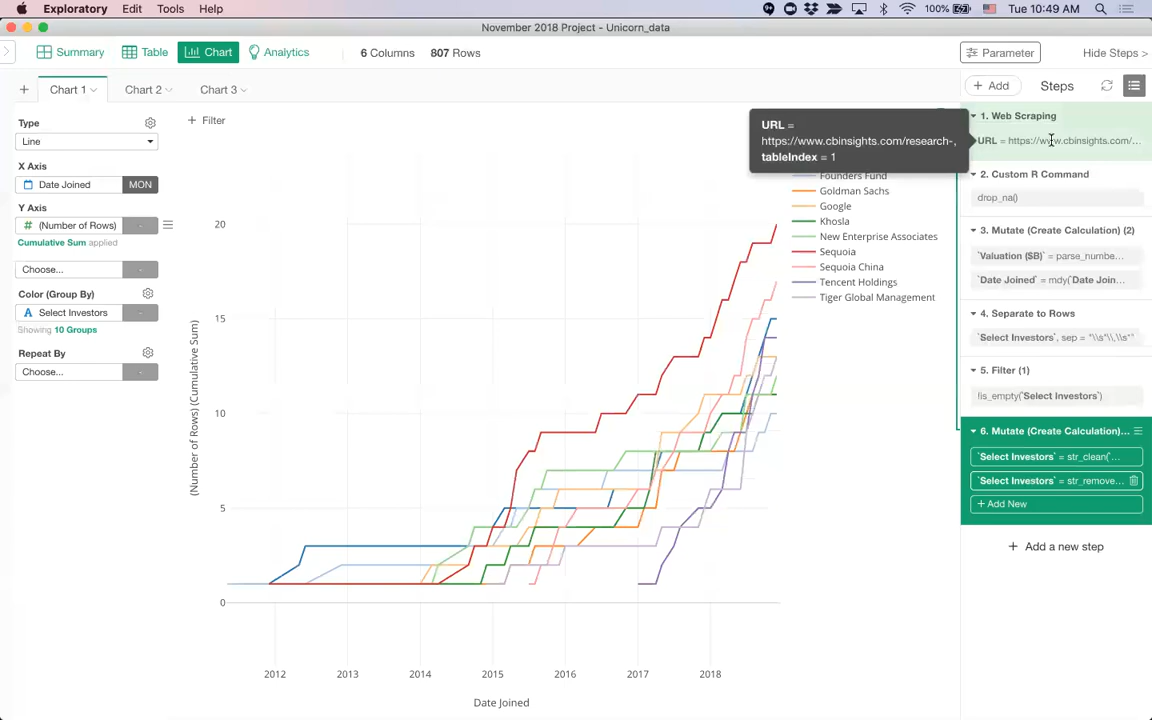 Exploratory Edit Tools Help 100% Tue 10:49 AM
November 2018 Project - Unicorn_data
Summary Table Chart Analytics 6 Columns 807 Rows Parameter Hide Steps >
+ Chart 1 Chart 2 Chart 3 + Add Steps
Type
Line
X Axis
Date Joined MON
Y Axis
# (Number of Rows) -
Cumulative Sum applied
Choose... -
Color (Group By)
A Select Investors -
Showing 10 Groups
Repeat By
Choose... -
+ Filter
URL =
https://www.cbinsights.com/research-,
tableIndex = 1
Founders Fund
Goldman Sachs
Google
Khosla
New Enterprise Associates
Sequoia
Sequoia China
Tencent Holdings
Tiger Global Management
(Number of Rows) (Cumulative Sum)
20
15
10
5
0
2012 2013 2014 2015 2016 2017 2018
Date Joined
1. Web Scraping
URL = https://www.cbinsights.com/...
2. Custom R Command
drop_na()
3. Mutate (Create Calculation) (2)
`Valuation ($B)` = parse_numbe...
`Date Joined` = mdy(`Date Join...
4. Separate to Rows
`Select Investors`, sep = "\\s*\\,\\s*"
5. Filter (1)
!is_empty(`Select Investors`)
6. Mutate (Create Calculation)...
`Select Investors` = str_clean(`...
`Select Investors` = str_remove...
+ Add New
+ Add a new step